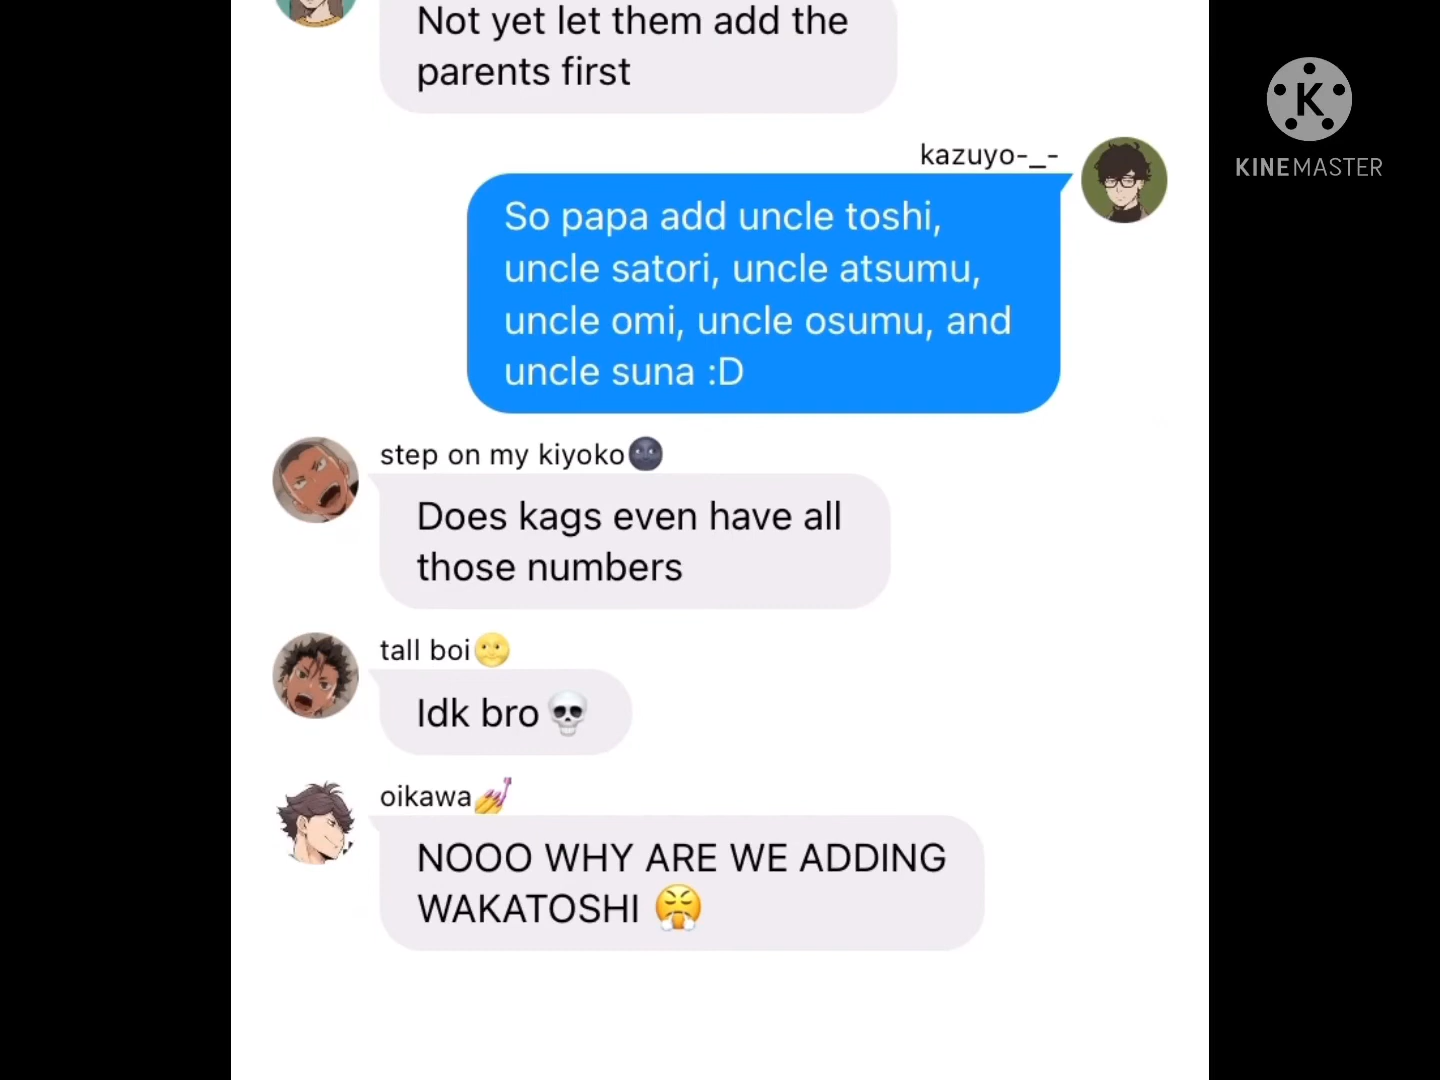 Not yet let them add the
parents first
kazuyo-_-
So papa add uncle toshi,
uncle satori, uncle atsumu,
uncle omi, uncle osumu, and
uncle suna :D
step on my kiyoko🌚
Does kags even have all
those numbers
tall boi🌝
Idk bro💀
oikawa💅
NOOO WHY ARE WE ADDING
WAKATOSHI 😤
K
KINEMASTER